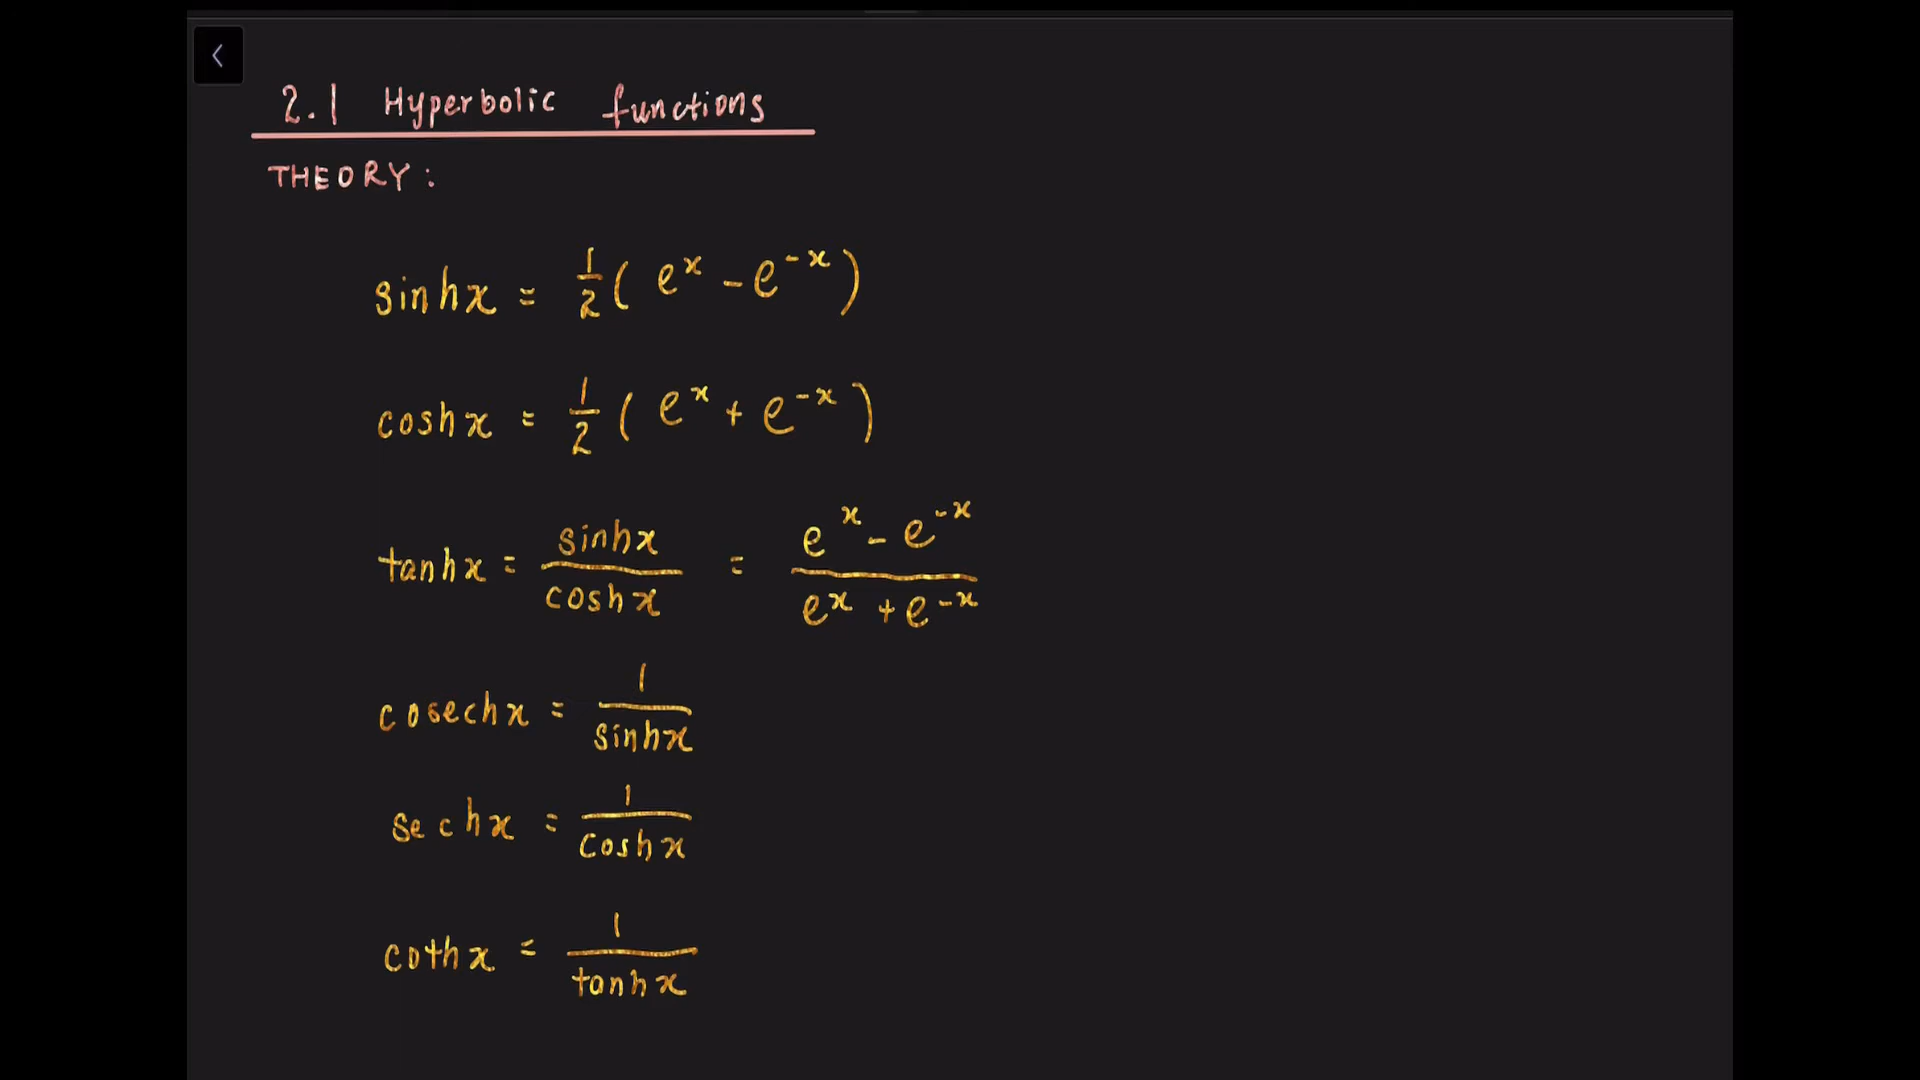 2.1 Hyperbolic functions
THEORY:
sinhx = 1/2 ( e^x - e^-x )
coshx = 1/2 ( e^x + e^-x )
tanhx = sinhx / coshx = e^x - e^-x / e^x + e^-x
cosechx = 1 / sinhx
sechx = 1 / coshx
cothx = 1 / tanhx